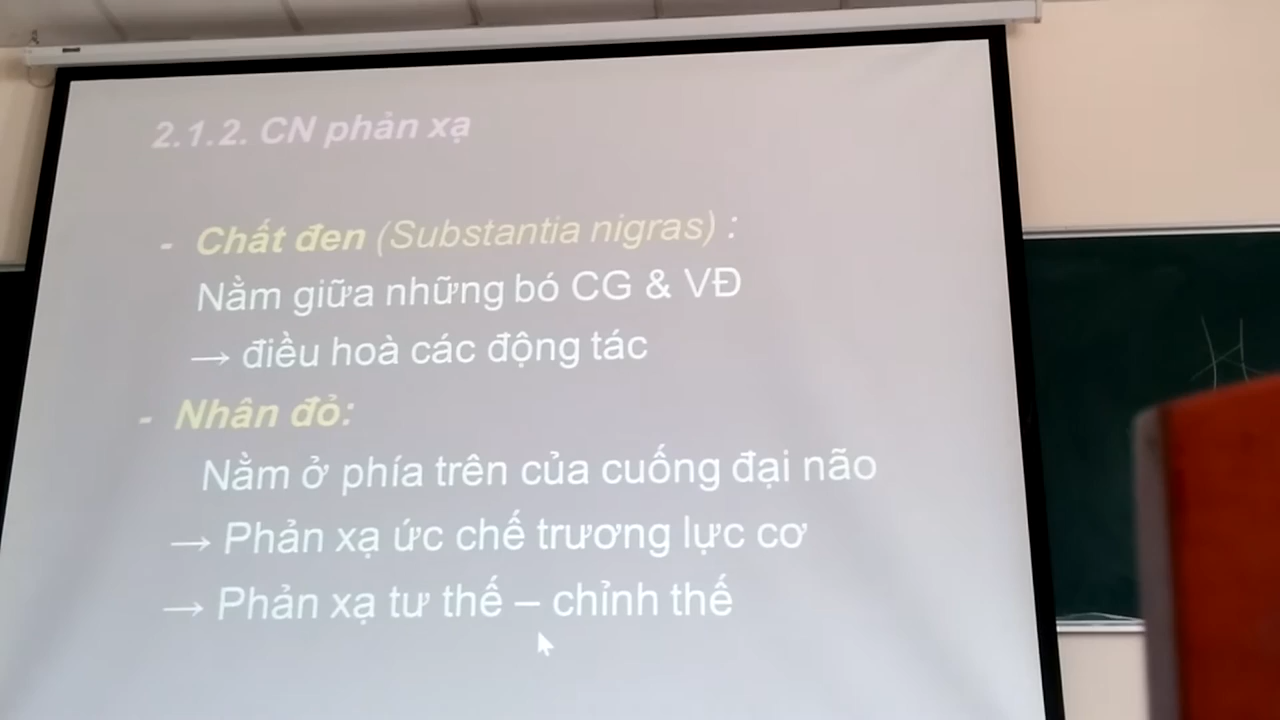 2.1.2. CN phản xạ
- Chất đen (Substantia nigras) :
Nằm giữa những bó CG & VĐ
→ điều hoà các động tác
- Nhân đỏ:
Nằm ở phía trên của cuống đại não
→ Phản xạ ức chế trương lực cơ
→ Phản xạ tư thế – chỉnh thế